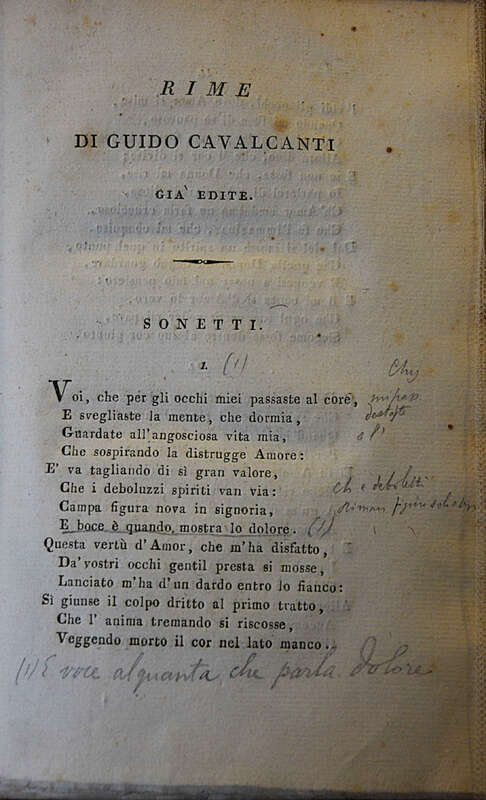 RIME
DI GUIDO CAVALCANTI
GIA' EDITE.
SONETTI.
1. (1)
Voi, che per gli occhi miei passaste al core,
E svegliaste la mente, che dormia,
Guardate all'angosciosa vita mia,
Che sospirando la distrugge Amore:
E' va tagliando di sì gran valore,
Che i deboluzzi spiriti van via:
Campa figura nova in signoria,
E boce è quando mostra lo dolore. (1)
Questa vertù d'Amor, che m'ha disfatto,
Da'vostri occhi gentil presta si mosse,
Lanciato m'ha d'un dardo entro lo fianco:
Sì giunse il colpo dritto al primo tratto,
Che l' anima tremando si riscosse,
Veggendo morto il cor nel lato manco.
(1) E voce alquanta che parla dolore
Ch e deboletti
Riman figura